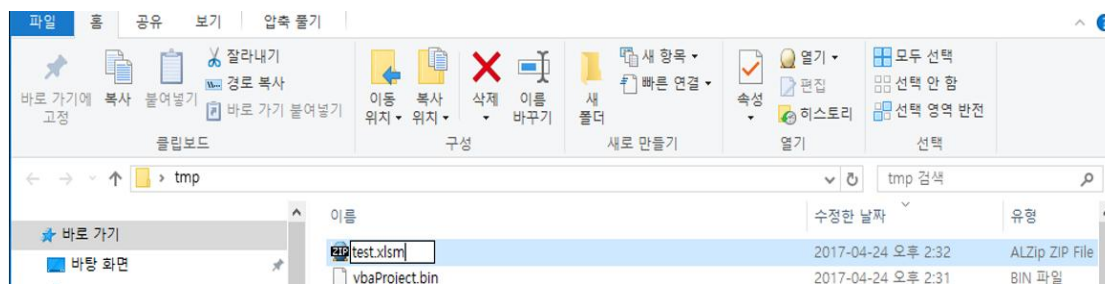 파일 홈 공유 보기 압축 풀기
바로 가기에 고정 복사 붙여넣기 잘라내기 경로 복사 바로 가기 붙여넣기
이동 위치 복사 위치 삭제 이름 바꾸기
새 폴더 새 항목 빠른 연결
속성 열기 편집 히스토리
모두 선택 선택 안 함 선택 영역 반전
클립보드 구성 새로 만들기 열기 선택
tmp tmp 검색
이름 수정한 날짜 유형
바로 가기
ZIP test.xlsm 2017-04-24 오후 2:32 ALZip ZIP File
바탕 화면
vbaProject.bin 2017-04-24 오후 2:31 BIN 파일